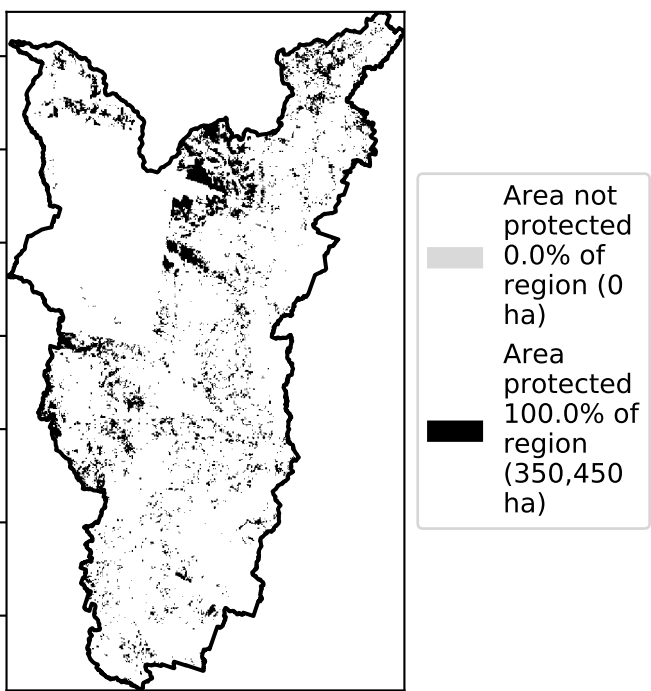 Area not
protected
0.0% of
region (0
ha)
Area
protected
100.0% of
region
(350,450
ha)